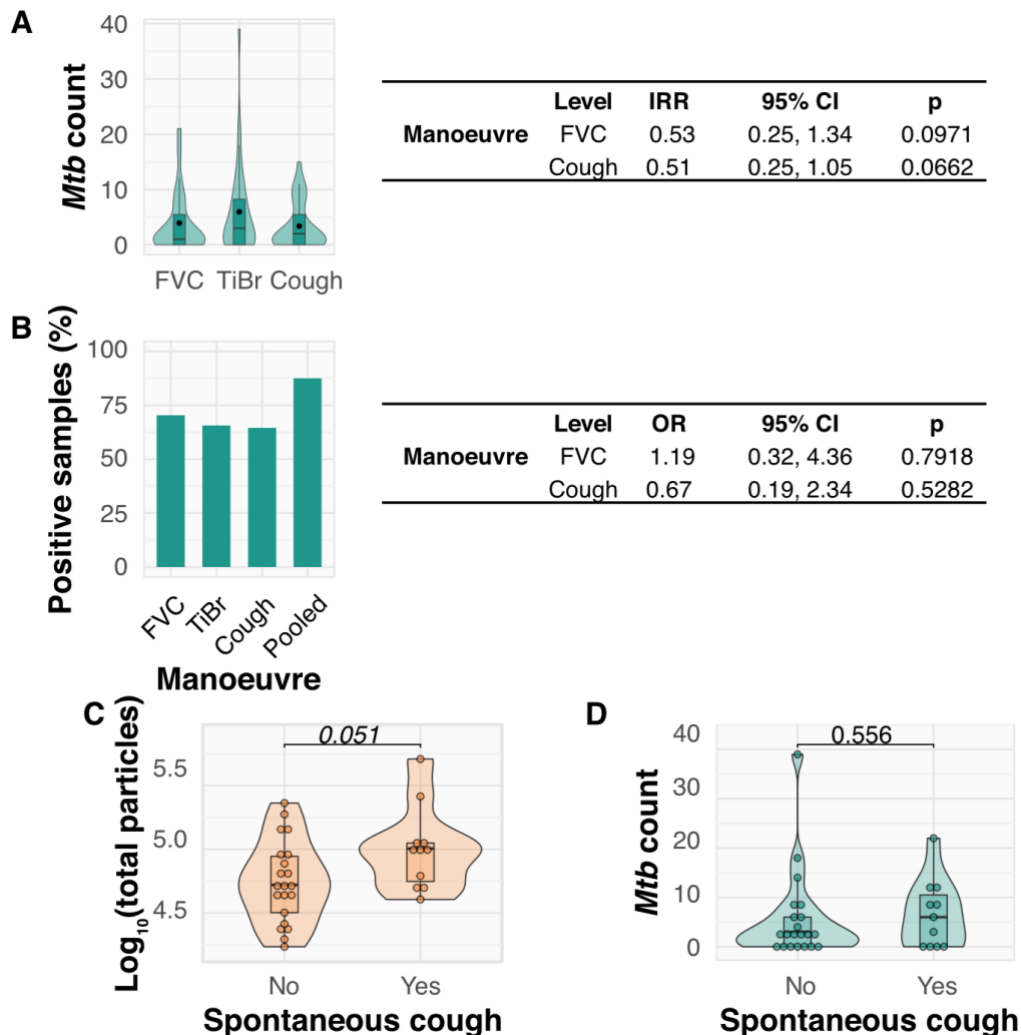 A
Mtb count
40
30
20
10
0
FVC TiBr Cough
Level IRR 95% CI p
Manoeuvre FVC 0.53 0.25, 1.34 0.0971
Cough 0.51 0.25, 1.05 0.0662
B
Positive samples (%)
100
75
50
25
0
FVC TiBr Cough Pooled
Manoeuvre
Level OR 95% CI p
Manoeuvre FVC 1.19 0.32, 4.36 0.7918
Cough 0.67 0.19, 2.34 0.5282
C
Log10(total particles)
5.5
5.0
4.5
0.051
No Yes
Spontaneous cough
D
Mtb count
40
30
20
10
0
0.556
No Yes
Spontaneous cough